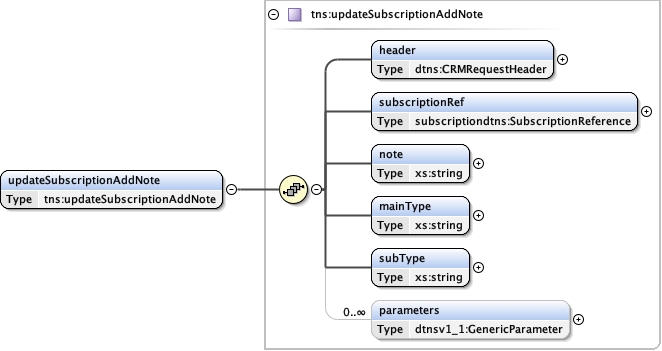 tns:updateSubscriptionAddNote
header
Type dtns:CRMRequestHeader
subscriptionRef
Type subscriptiondtns:SubscriptionReference
note
Type xs:string
updateSubscriptionAddNote
Type tns:updateSubscriptionAddNote
mainType
Type xs:string
subType
Type xs:string
0..∞
parameters
Type dtnsv1_1:GenericParameter